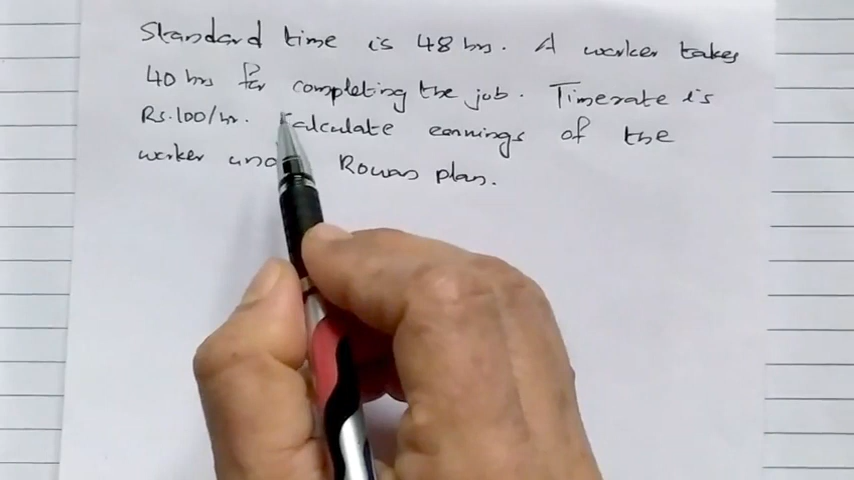 Standard time is 48 hrs. A worker takes
40 hrs for completing the job. Timerate is
Rs.100/hr. Calculate earnings of the
worker Rowan plan.